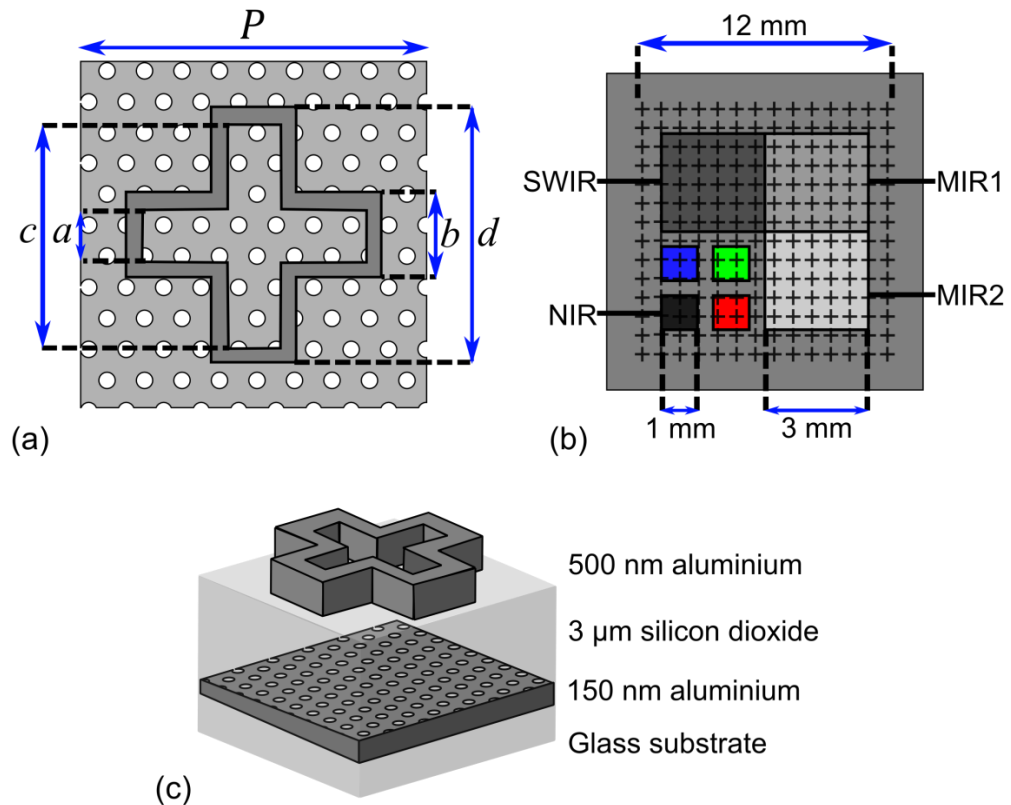 P
c
a
b
d
(a)
12 mm
SWIR
MIR1
NIR
MIR2
1 mm
3 mm
(b)
500 nm aluminium
3 μm silicon dioxide
150 nm aluminium
Glass substrate
(c)